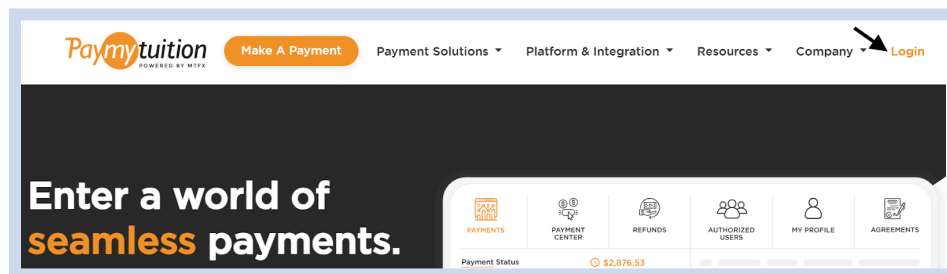 Paymytuition
POWERED BY MTFX
Make A Payment
Payment Solutions
Platform & Integration
Resources
Company
Login
Enter a world of
seamless payments.
PAYMENTS
PAYMENT
CENTER
REFUNDS
AUTHORIZED
USERS
MY PROFILE
AGREEMENTS
Payment Status
$2,876.53